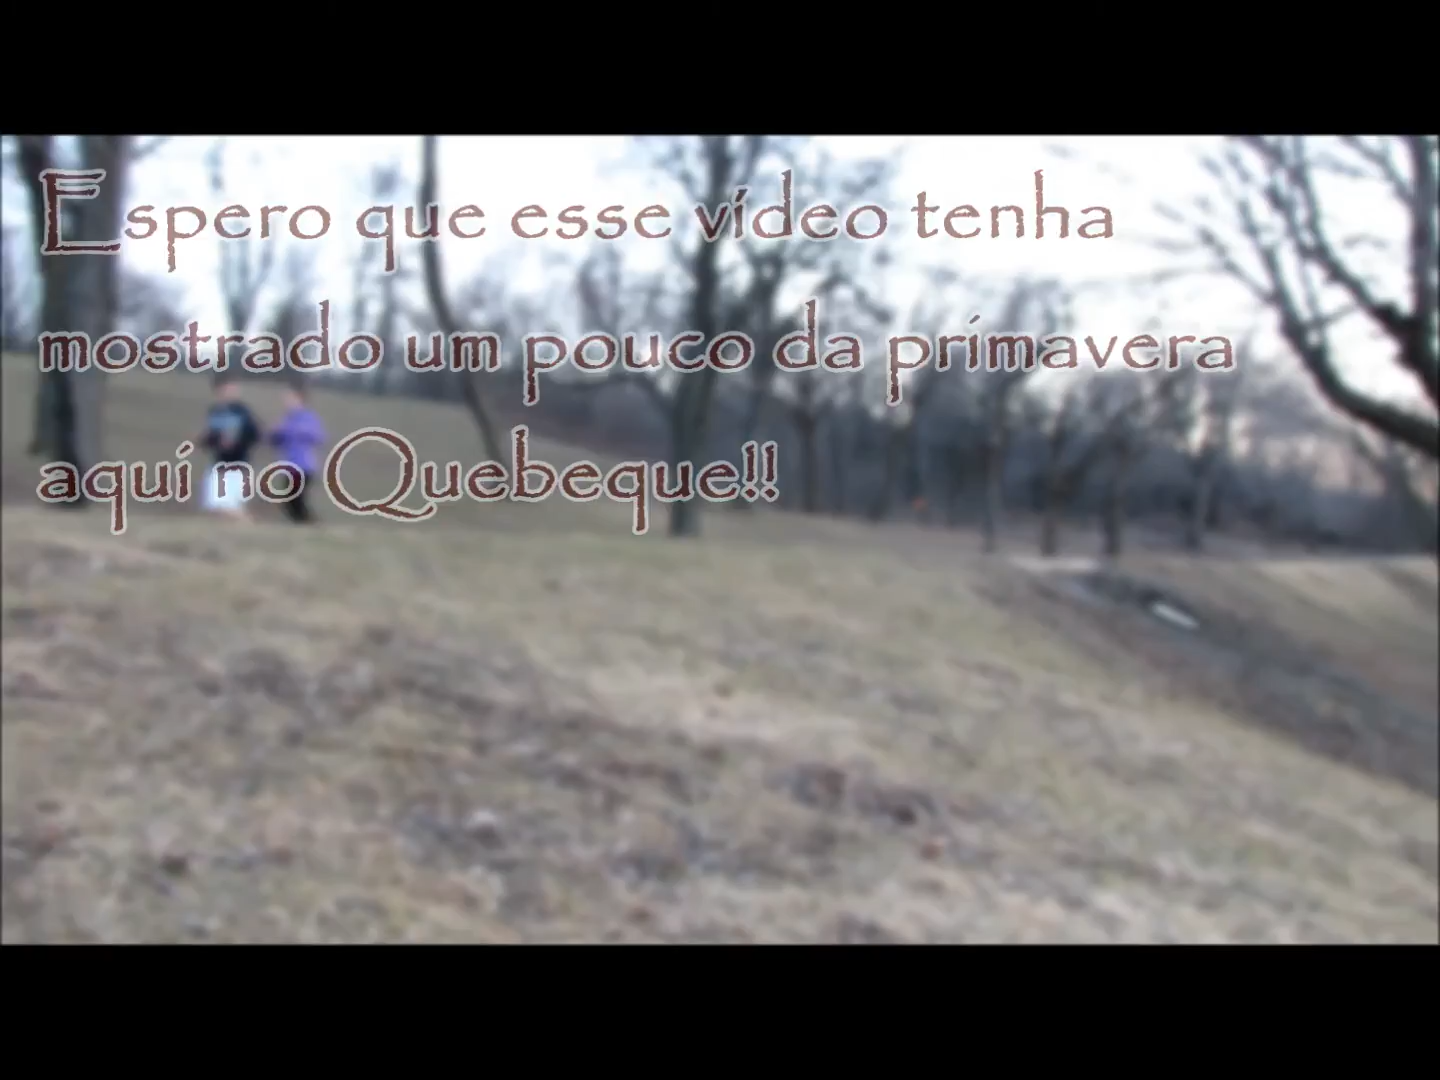 Espero que esse vídeo tenha
mostrado um pouco da primavera
aqui no Quebeque!!